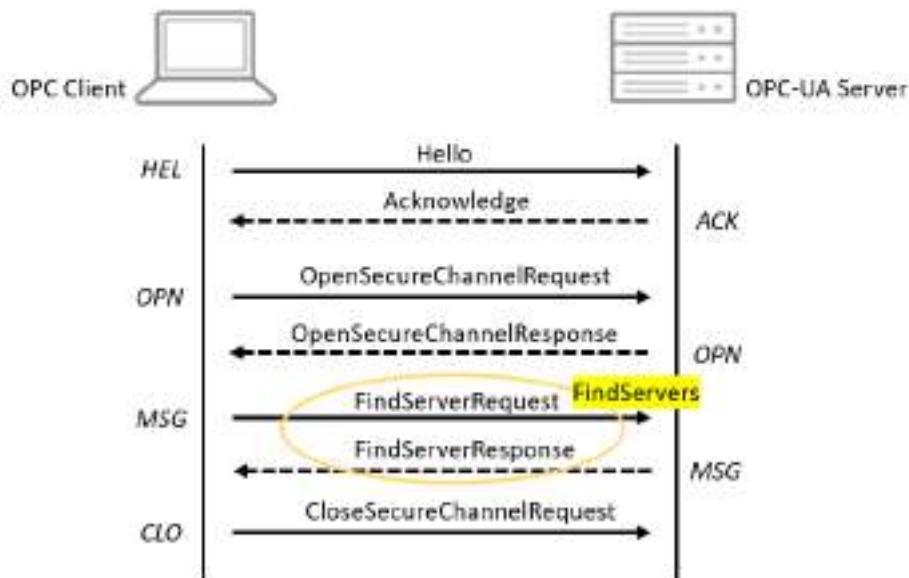 OPC Client
OPC-UA Server
HEL
Hello
Acknowledge
ACK
OPN
OpenSecureChannelRequest
OpenSecureChannelResponse
OPN
MSG
FindServerRequest
FindServers
FindServerResponse
MSG
CLO
CloseSecureChannelRequest